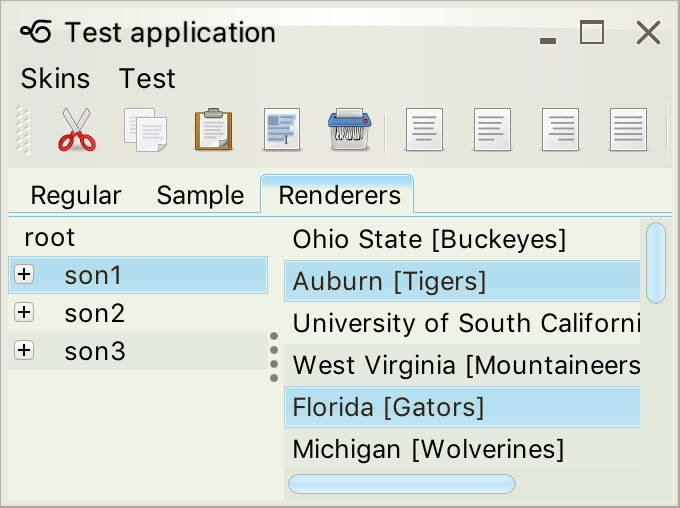 Test application
Skins Test
Regular Sample Renderers
root
son1
son2
son3
Ohio State [Buckeyes]
Auburn [Tigers]
University of South Californi
West Virginia [Mountaineers
Florida [Gators]
Michigan [Wolverines]